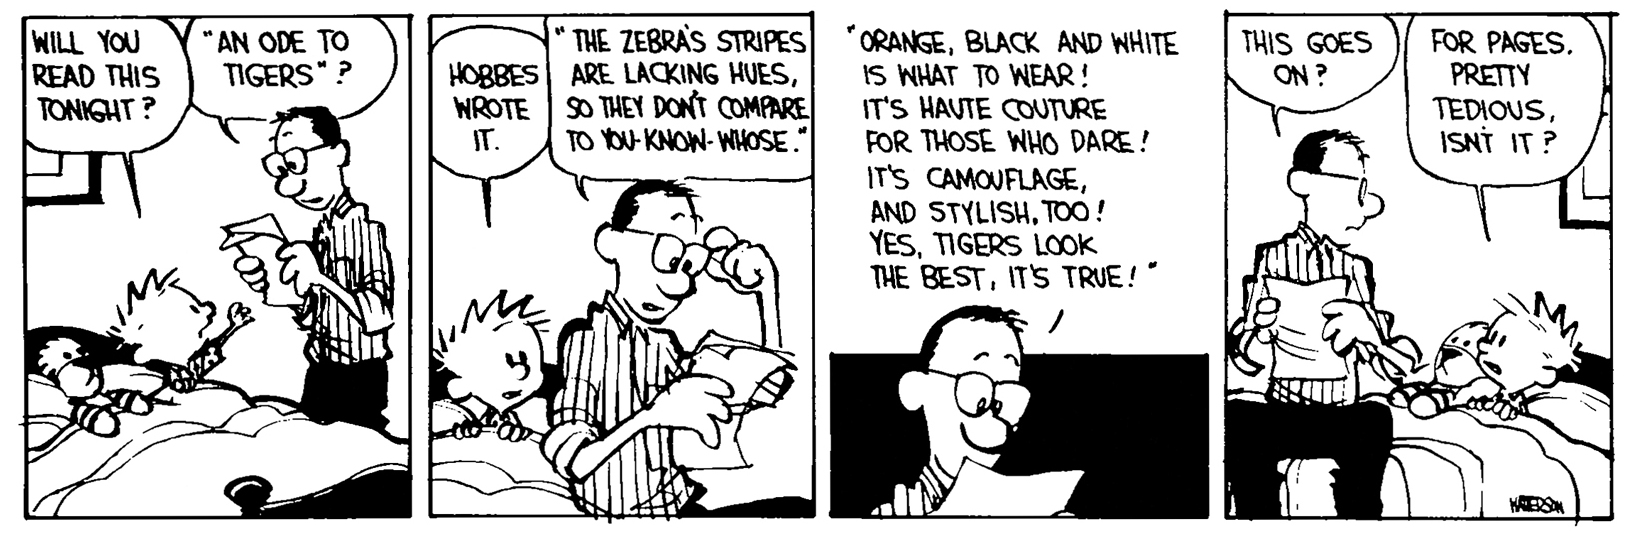 WILL YOU
READ THIS
TONIGHT?
"AN ODE TO
TIGERS"?
HOBBES
WROTE
IT.
"THE ZEBRA'S STRIPES
ARE LACKING HUES,
SO THEY DON'T COMPARE
TO YOU-KNOW-WHOSE."
"ORANGE, BLACK AND WHITE
IS WHAT TO WEAR!
IT'S HAUTE COUTURE
FOR THOSE WHO DARE!
IT'S CAMOUFLAGE,
AND STYLISH, TOO!
YES, TIGERS LOOK
THE BEST, IT'S TRUE!"
THIS GOES
ON?
FOR PAGES.
PRETTY
TEDIOUS,
ISN'T IT?
WATTERSON